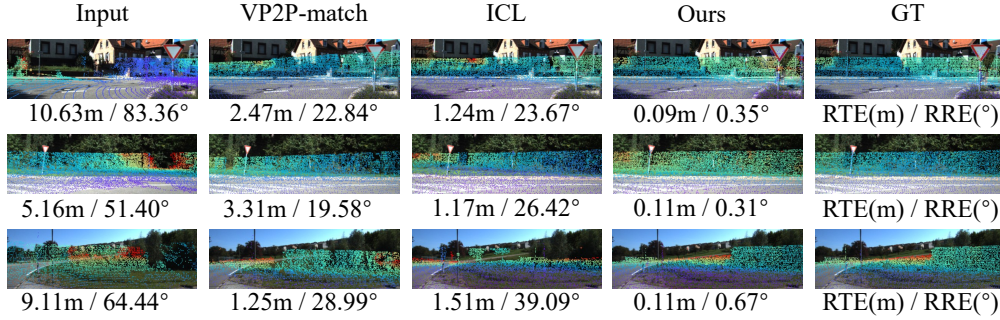 Input VP2P-match ICL Ours GT
10.63m / 83.36° 2.47m / 22.84° 1.24m / 23.67° 0.09m / 0.35° RTE(m) / RRE(°)
5.16m / 51.40° 3.31m / 19.58° 1.17m / 26.42° 0.11m / 0.31° RTE(m) / RRE(°)
9.11m / 64.44° 1.25m / 28.99° 1.51m / 39.09° 0.11m / 0.67° RTE(m) / RRE(°)